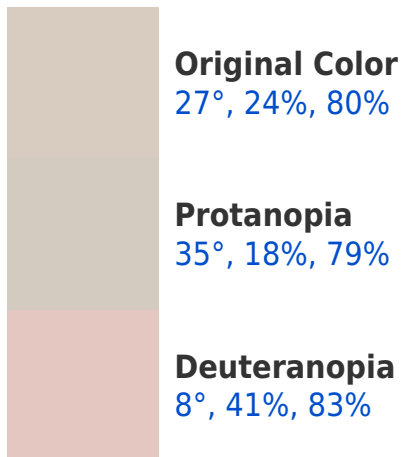 Original Color
27°, 24%, 80%
Protanopia
35°, 18%, 79%
Deuteranopia
8°, 41%, 83%